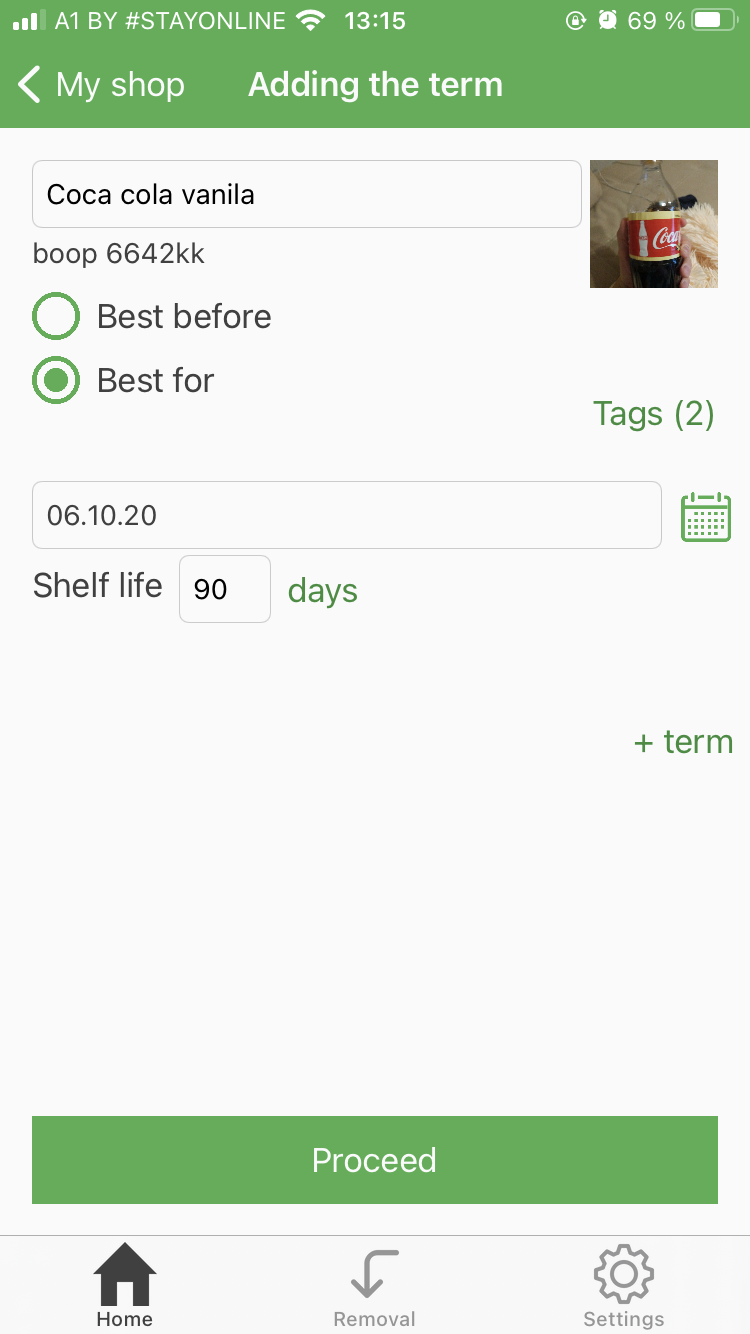 A1 BY #STAYONLINE 13:15 69 %
My shop Adding the term
Coca cola vanila
Coca
boop 6642kk
Best before
Best for
Tags (2)
06.10.20
Shelf life 90 days
+ term
Proceed
Home Removal Settings